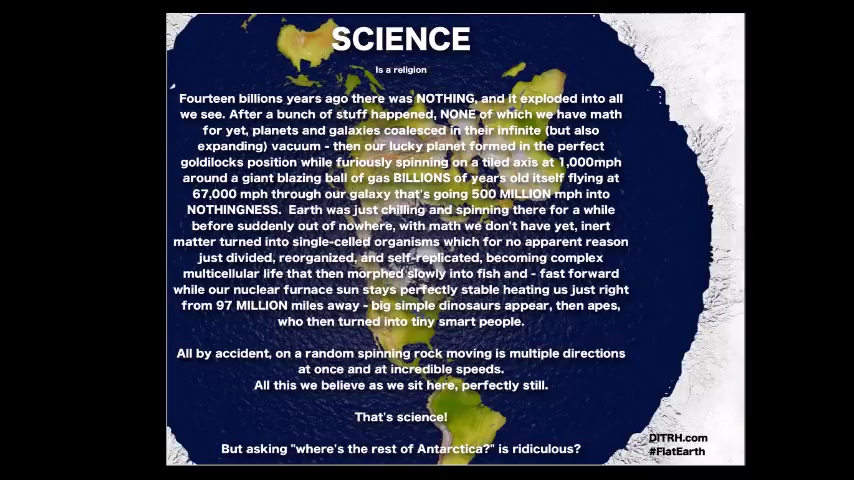 SCIENCE
Is a religion
Fourteen billions years ago there was NOTHING, and it exploded into all
we see. After a bunch of stuff happened, NONE of which we have math
for yet, planets and galaxies coalesced in their infinite (but also
expanding) vacuum - then our lucky planet formed in the perfect
goldilocks position while furiously spinning on a tiled axis at 1,000mph
around a giant blazing ball of gas BILLIONS of years old itself flying at
67,000 mph through our galaxy that's going 500 MILLION mph into
NOTHINGNESS. Earth was just chilling and spinning there for a while
before suddenly out of nowhere, with math we don't have yet, inert
matter turned into single-celled organisms which for no apparent reason
just divided, reorganized, and self-replicated, becoming complex
multicellular life that then morphed slowly into fish and - fast forward
while our nuclear furnace sun stays perfectly stable heating us just right
from 97 MILLION miles away - big simple dinosaurs appear, then apes,
who then turned into tiny smart people.
All by accident, on a random spinning rock moving is multiple directions
at once and at incredible speeds.
All this we believe as we sit here, perfectly still.
That's science!
But asking "where's the rest of Antarctica?" is ridiculous?
DITRH.com
#FlatEarth